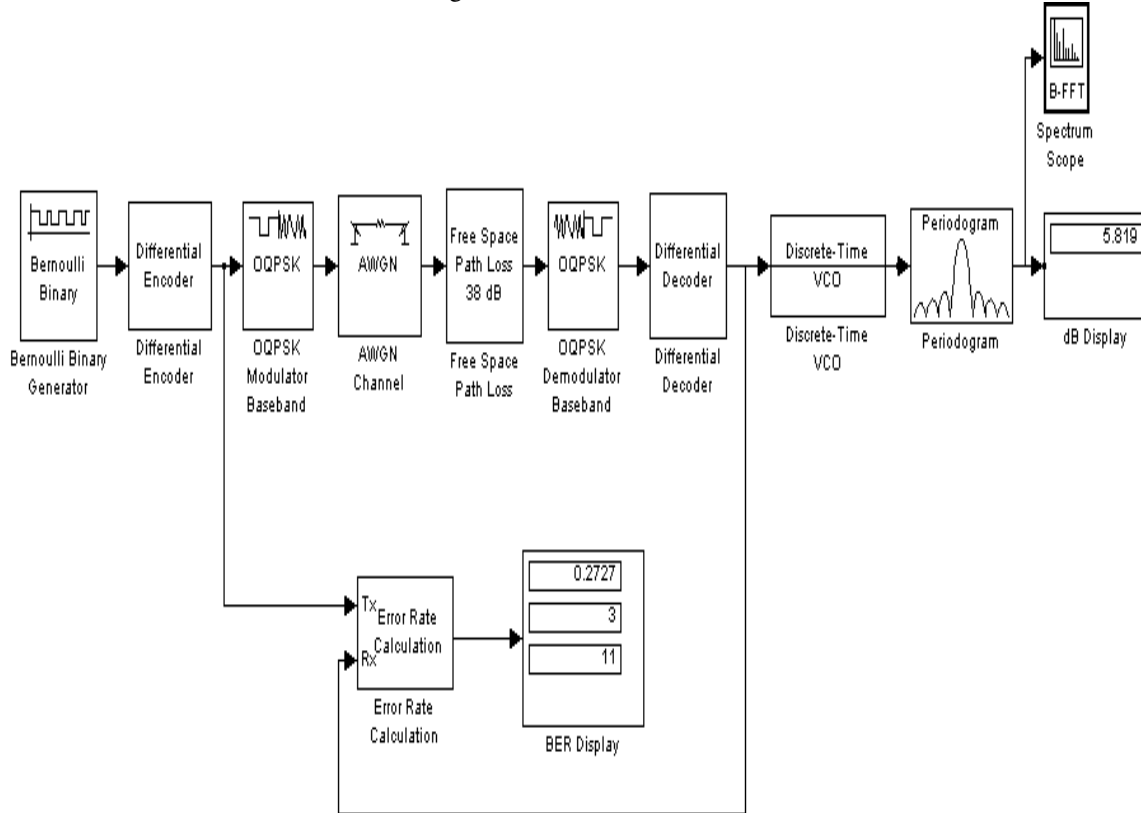 B-FFT
Spectrum
Scope
Bernoulli
Binary
Bernoulli Binary
Generator
Differential
Encoder
Differential
Encoder
OQPSK
OQPSK
Modulator
Baseband
AWGN
AWGN
Channel
Free Space
Path Loss
38 dB
Free Space
Path Loss
OQPSK
OQPSK
Demodulator
Baseband
Differential
Decoder
Differential
Decoder
Discrete-Time
VCO
Discrete-Time
VCO
Periodogram
Periodogram
5.819
dB Display
Tx
Rx
Error Rate
Calculation
Error Rate
Calculation
0.2727
3
11
BER Display